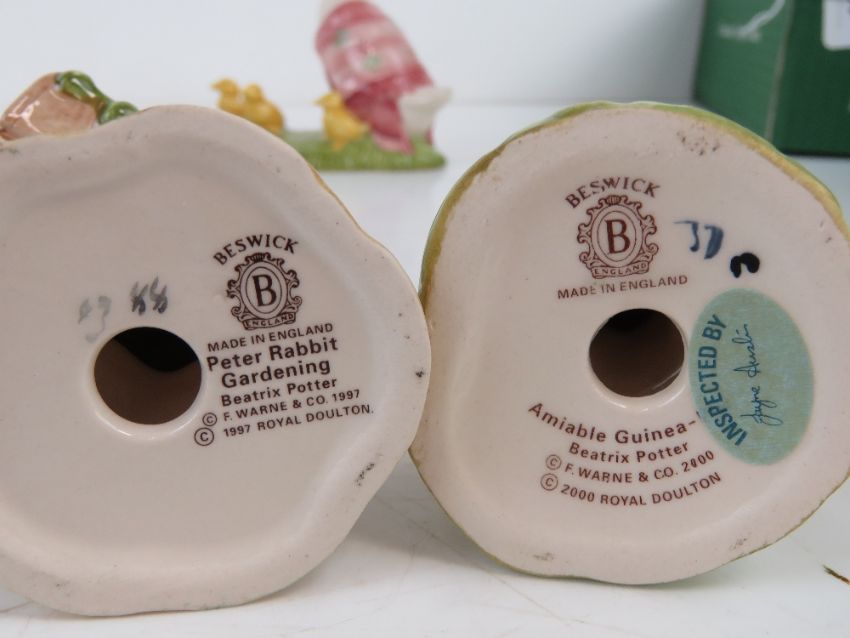 BESWICK
B
ENGLAND
MADE IN ENGLAND
Peter Rabbit
Gardening
Beatrix Potter
© F. WARNE & CO. 1997
© 1997 ROYAL DOULTON.
BESWICK
B
ENGLAND
MADE IN ENGLAND
Amiable Guinea-
Beatrix Potter
© F. WARNE & CO. 2000
© 2000 ROYAL DOULTON
INSPECTED BY